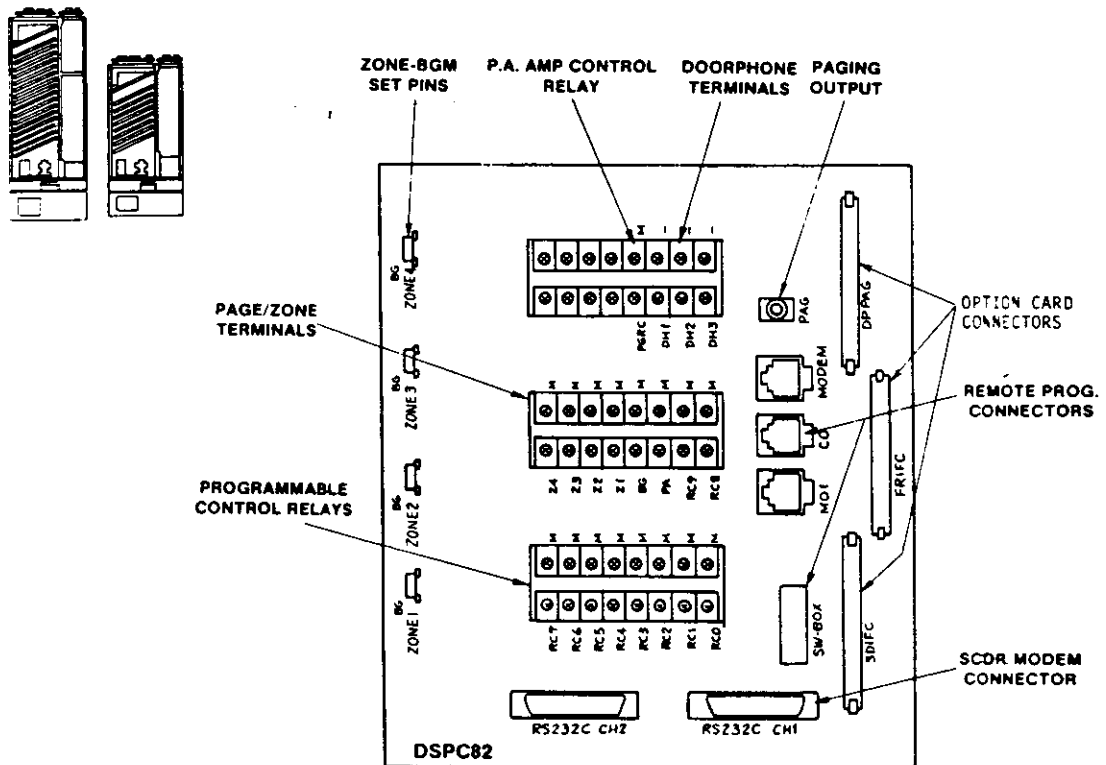 ZONE-BGM
SET PINS
P.A. AMP CONTROL
RELAY
DOORPHONE
TERMINALS
PAGING
OUTPUT
BG
ZONE4
M
I
I
I
PGRC
DH1
DH2
DH3
PAG
DPPAG
OPTION CARD
CONNECTORS
PAGE/ZONE
TERMINALS
BG
ZONE3
M
M
M
M
M
M
M
M
Z4
Z3
Z2
Z1
BG
PA
RC9
RC8
MODEM
CO
REMOTE PROG.
CONNECTORS
FRIFC
PROGRAMMABLE
CONTROL RELAYS
BG
ZONE2
M
M
M
M
M
M
M
M
RC7
RC6
RC5
RC4
RC3
RC2
RC1
RC0
BG
ZONE1
SW-BOX
SCDR MODEM
CONNECTOR
RS232C CH2
RS232C CH1
DSPC82